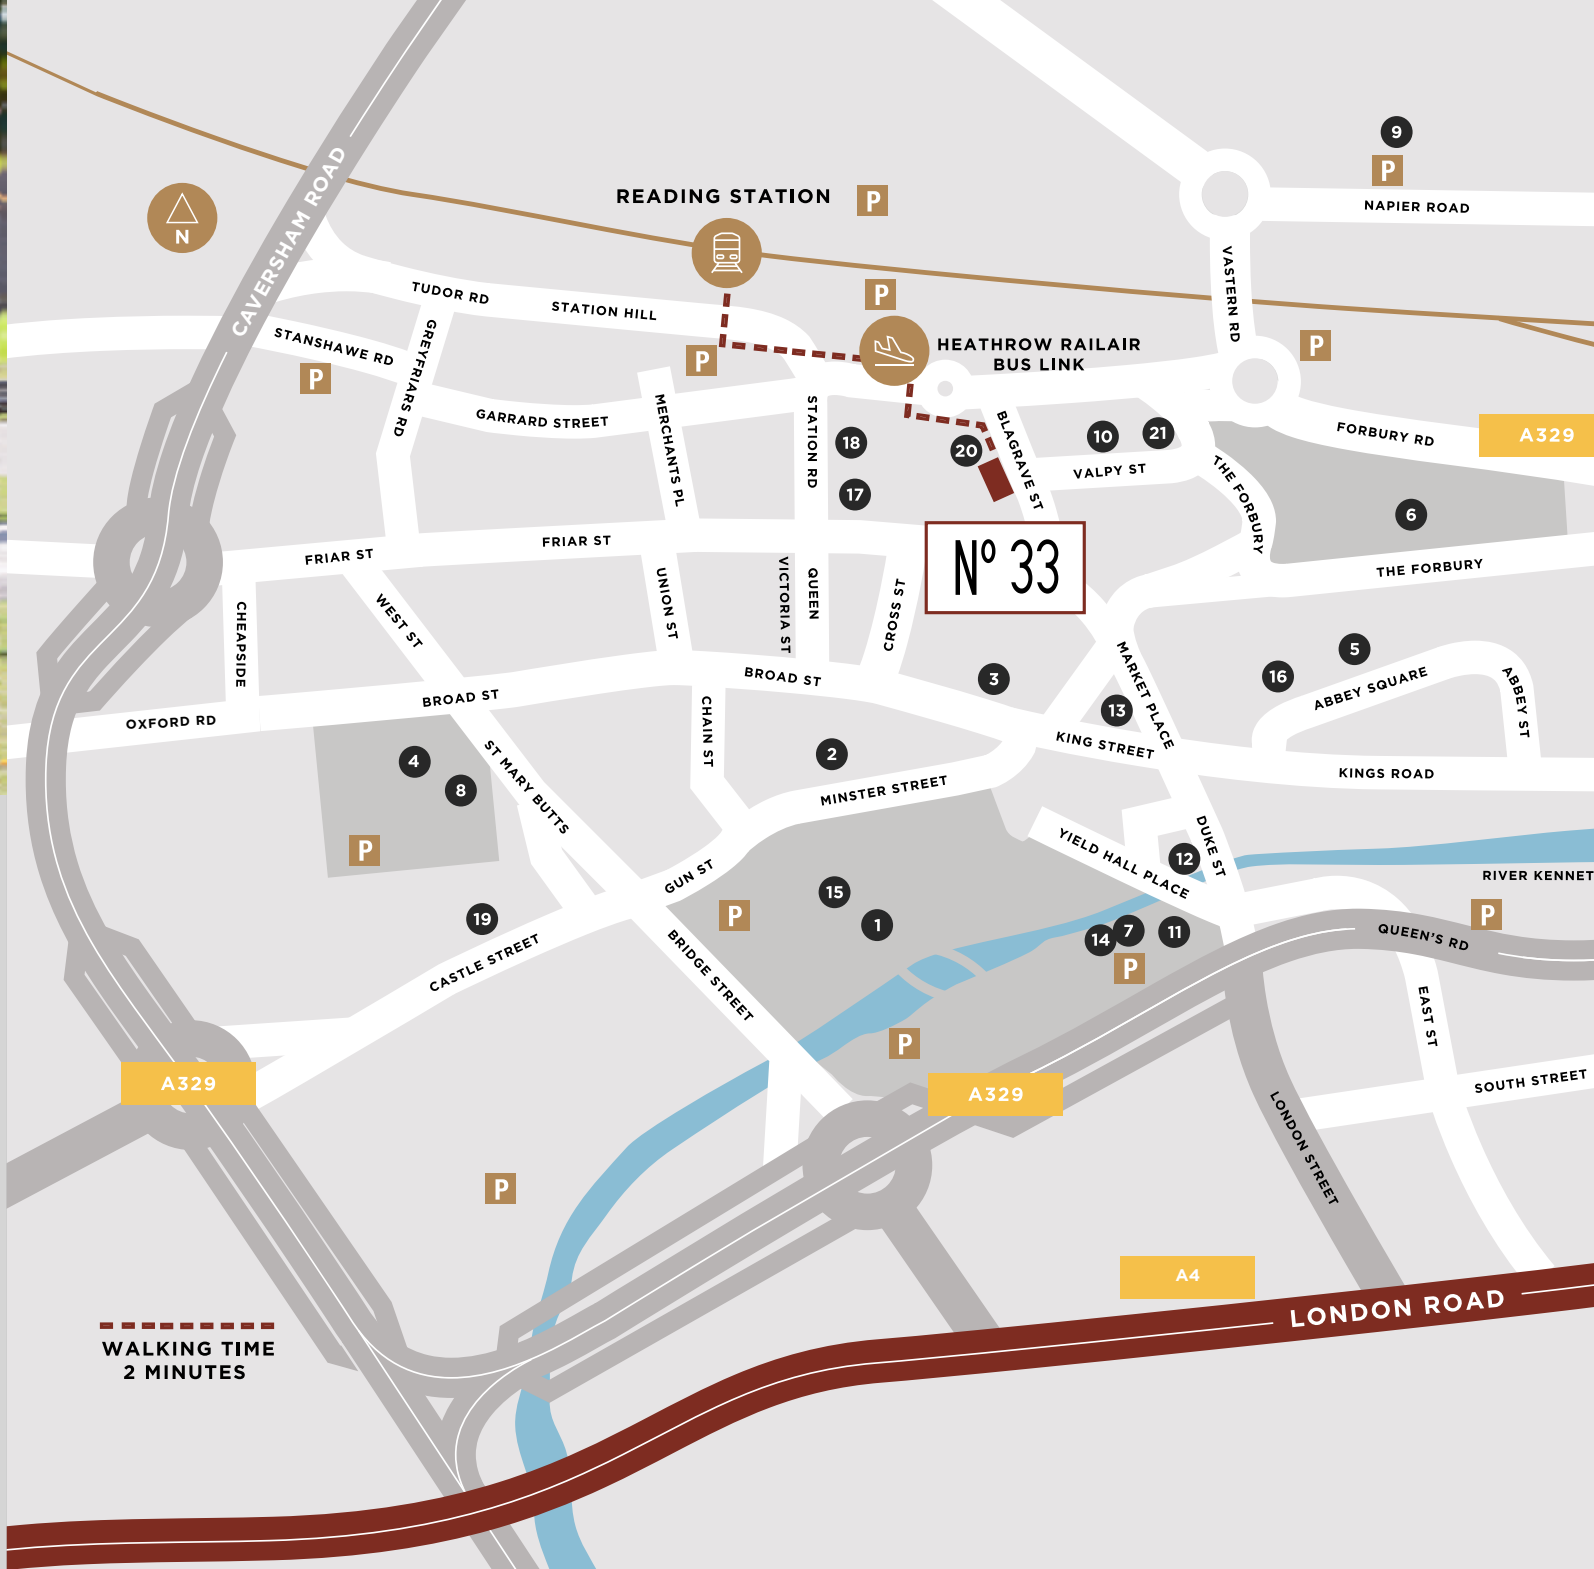 9
P
NAPIER ROAD
READING STATION
P
N
CAVERSHAM ROAD
VASTERN RD
TUDOR RD
STATION HILL
P
HEATHROW RAILAIR
BUS LINK
P
STANSHAWE RD
P
GREYFRIARS RD
P
GARRARD STREET
MERCHANTS PL
STATION RD
18
17
20
BLAGRAVE ST
10
21
VALPY ST
FORBURY RD
A329
THE FORBURY
6
THE FORBURY
FRIAR ST
FRIAR ST
Nº 33
CHEAPSIDE
WEST ST
UNION ST
VICTORIA ST
QUEEN
CROSS ST
MARKET PLACE
3
13
16
5
ABBEY SQUARE
ABBEY ST
OXFORD RD
BROAD ST
BROAD ST
CHAIN ST
KING STREET
KINGS ROAD
4
8
P
ST MARY BUTTS
2
MINSTER STREET
YIELD HALL PLACE
DUKE ST
12
RIVER KENNET
GUN ST
15
1
P
19
CASTLE STREET
BRIDGE STREET
14
7
11
P
QUEEN'S RD
P
EAST ST
P
SOUTH STREET
A329
A329
LONDON STREET
P
A4
LONDON ROAD
WALKING TIME
2 MINUTES